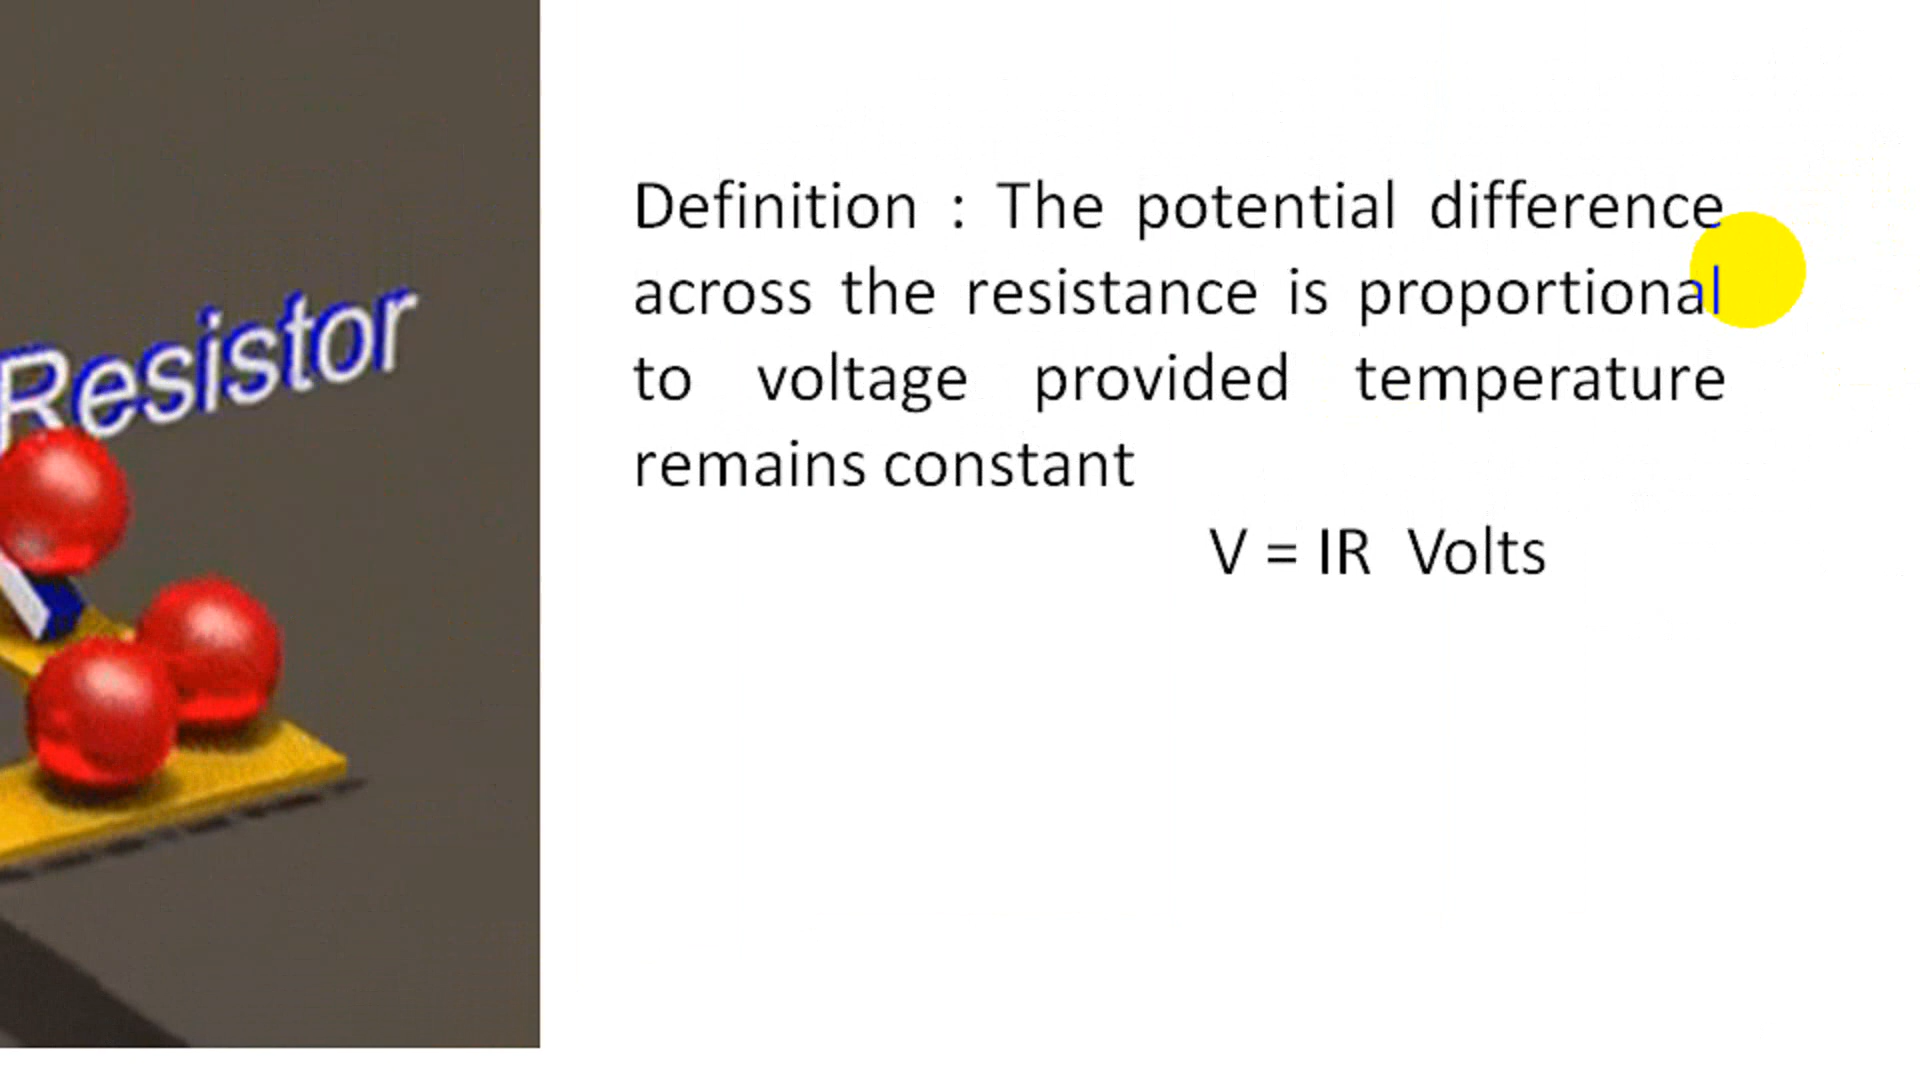 Resistor
Definition : The potential difference
across the resistance is proportional
to voltage provided temperature
remains constant
V = IR Volts